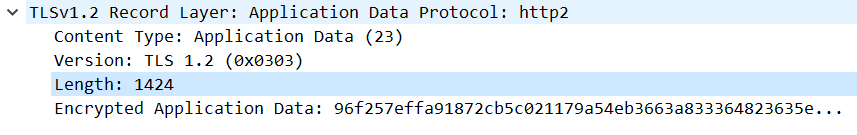 TLSv1.2 Record Layer: Application Data Protocol: http2
Content Type: Application Data (23)
Version: TLS 1.2 (0x0303)
Length: 1424
Encrypted Application Data: 96f257effa91872cb5c021179a54eb3663a833364823635e...